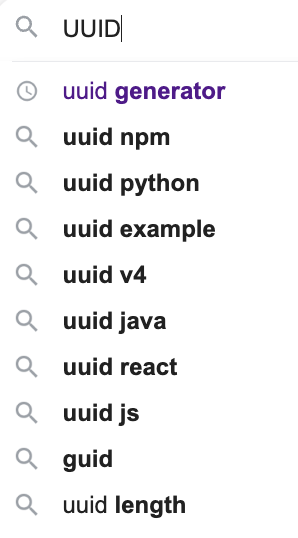 UUID
uuid generator
uuid npm
uuid python
uuid example
uuid v4
uuid java
uuid react
uuid js
guid
uuid length